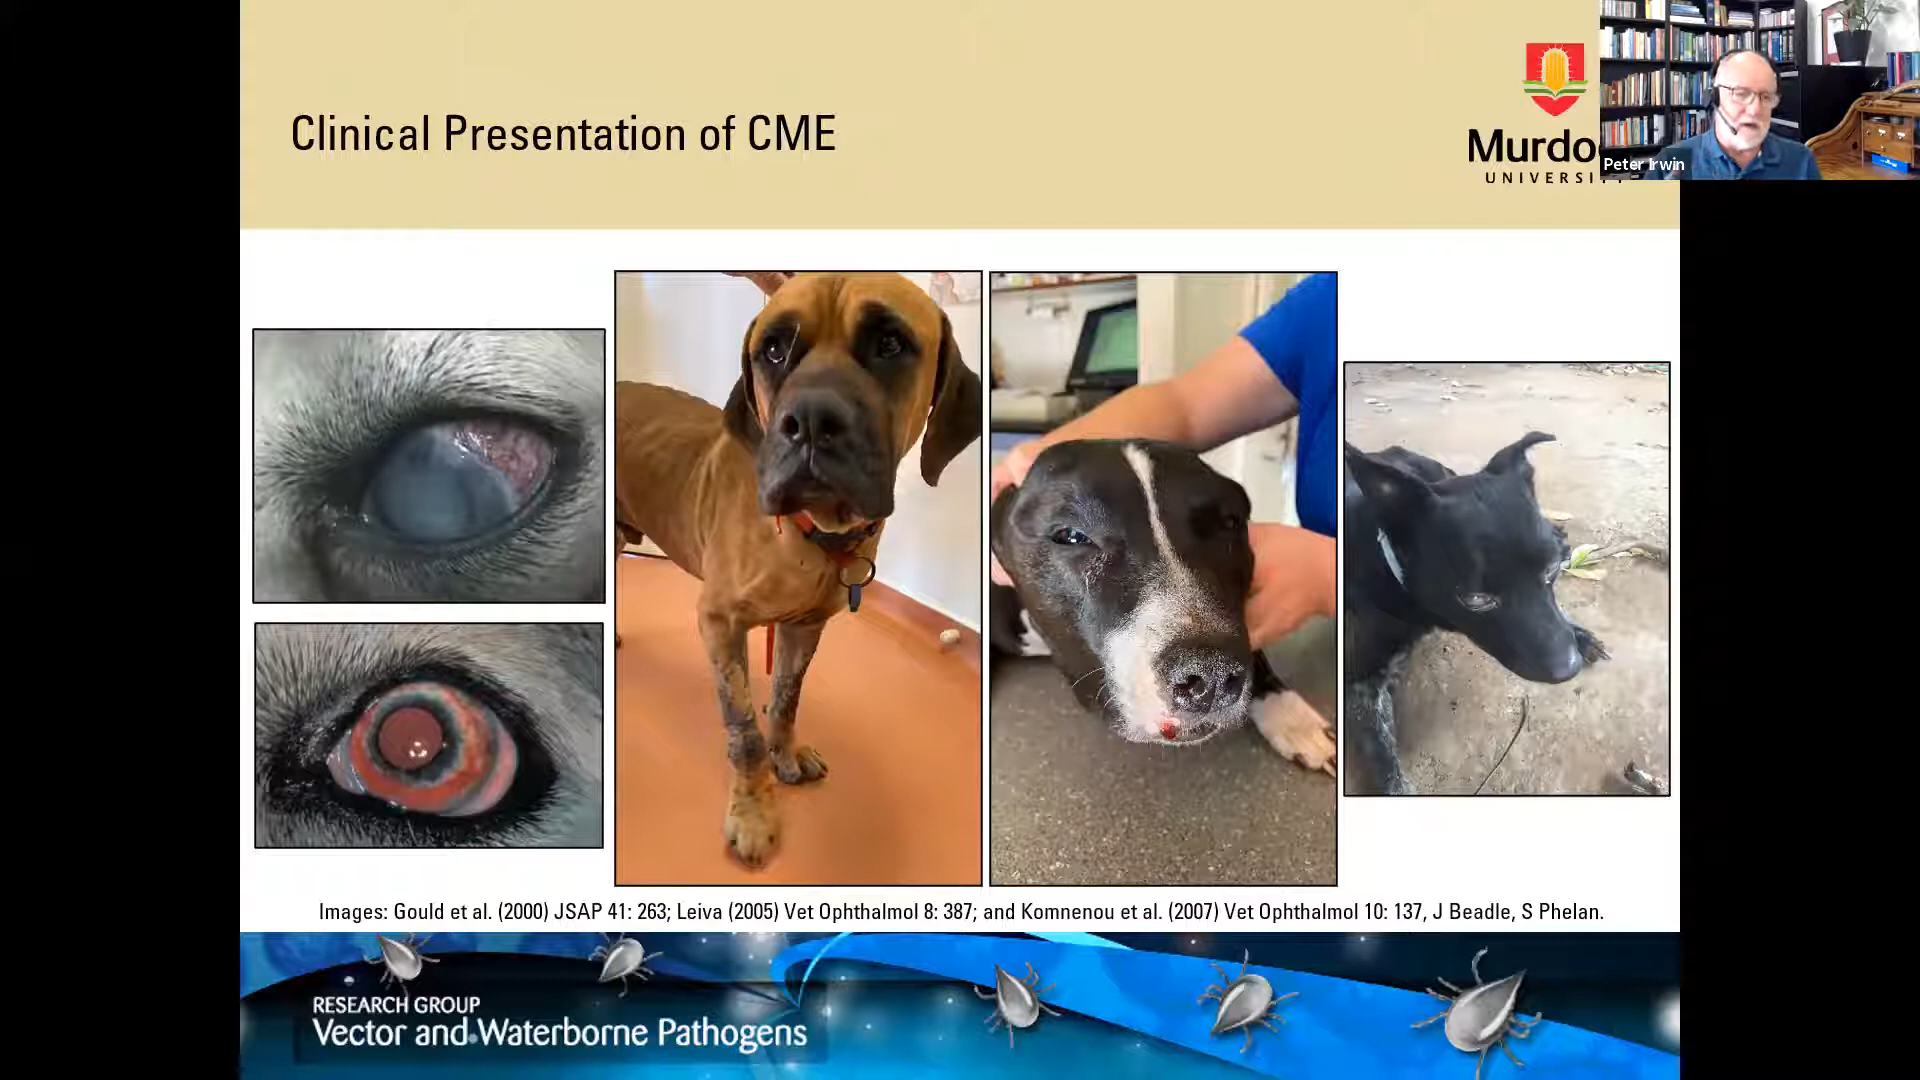 Clinical Presentation of CME
Murdo
UNIVERSI
Peter Irwin
Images: Gould et al. (2000) JSAP 41: 263; Leiva (2005) Vet Ophthalmol 8: 387; and Komnenou et al. (2007) Vet Ophthalmol 10: 137, J Beadle, S Phelan.
RESEARCH GROUP
Vector and Waterborne Pathogens